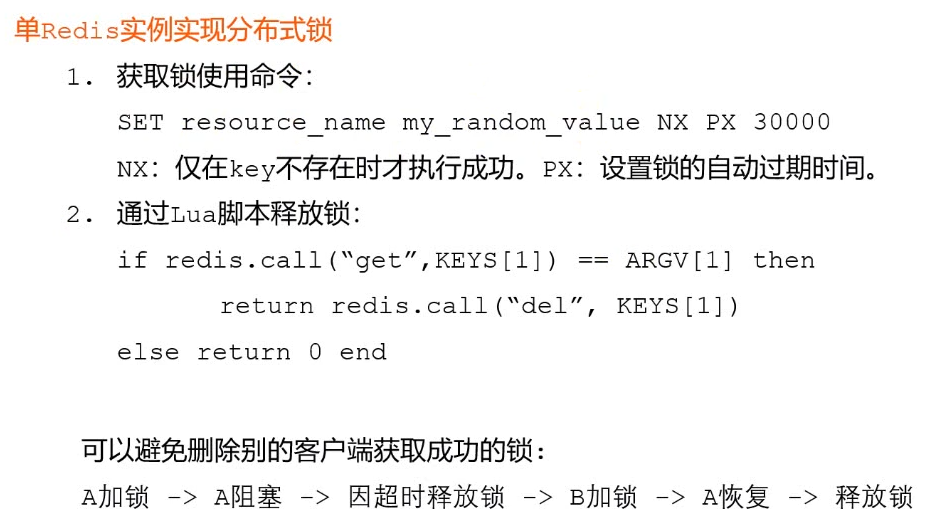 单Redis实例实现分布式锁
1. 获取锁使用命令：
SET resource_name my_random_value NX PX 30000
NX：仅在key不存在时才执行成功。PX：设置锁的自动过期时间。
2. 通过Lua脚本释放锁：
if redis.call(“get”,KEYS[1]) == ARGV[1] then
return redis.call(“del”, KEYS[1])
else return 0 end
可以避免删除别的客户端获取成功的锁：
A加锁 -> A阻塞 -> 因超时释放锁 -> B加锁 -> A恢复 -> 释放锁